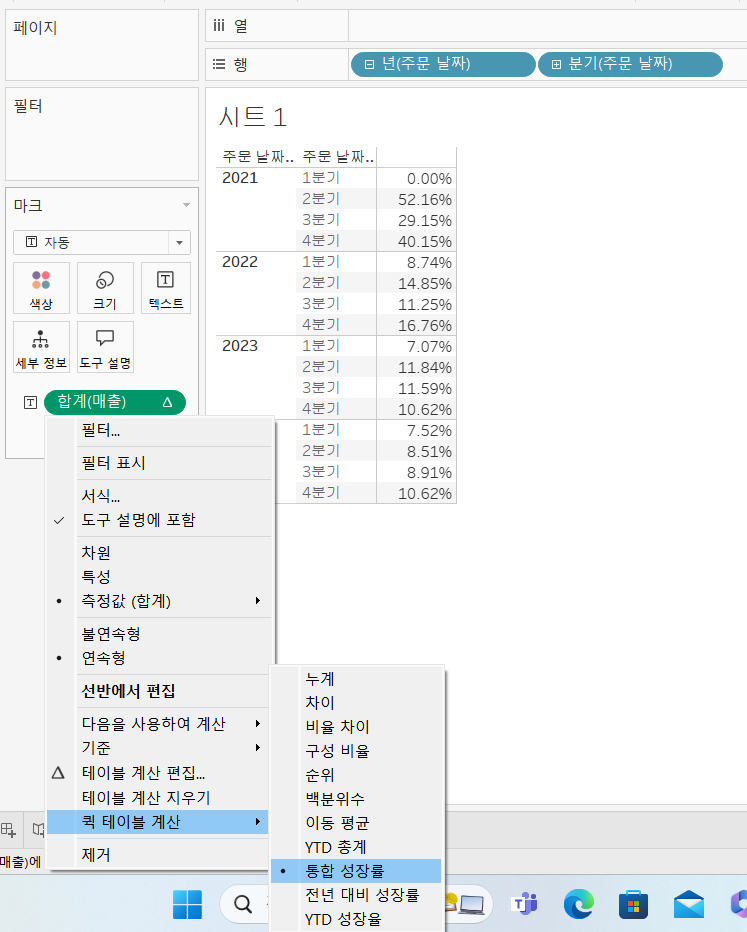 페이지
iii 열
행 년(주문 날짜) 분기(주문 날짜)
필터
시트 1
주문 날짜.. 주문 날짜..
2021 1분기 0.00%
2분기 52.16%
3분기 29.15%
4분기 40.15%
2022 1분기 8.74%
2분기 14.85%
3분기 11.25%
4분기 16.76%
2023 1분기 7.07%
2분기 11.84%
3분기 11.59%
4분기 10.62%
1분기 7.52%
2분기 8.51%
3분기 8.91%
4분기 10.62%
마크
자동
색상 크기 텍스트
세부 정보 도구 설명
합계(매출)
필터...
필터 표시
서식...
도구 설명에 포함
차원
특성
측정값 (합계)
불연속형
연속형
선반에서 편집
다음을 사용하여 계산
기준
테이블 계산 편집...
테이블 계산 지우기
퀵 테이블 계산
제거
누계
차이
비율 차이
구성 비율
순위
백분위수
이동 평균
YTD 총계
통합 성장률
전년 대비 성장률
YTD 성장율
매출)에